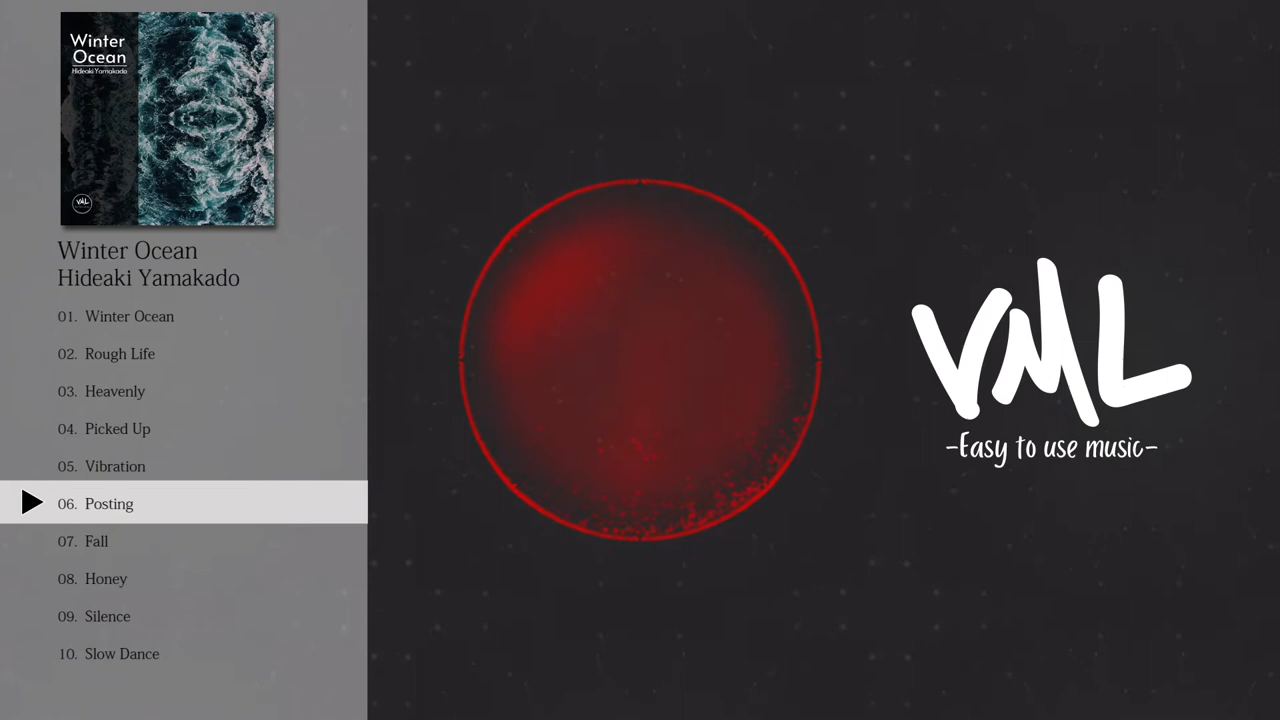 Winter
Ocean
Hideaki Yamakado
VML
Winter Ocean
Hideaki Yamakado
01. Winter Ocean
02. Rough Life
03. Heavenly
04. Picked Up
05. Vibration
06. Posting
07. Fall
08. Honey
09. Silence
10. Slow Dance
VML
-Easy to use music-